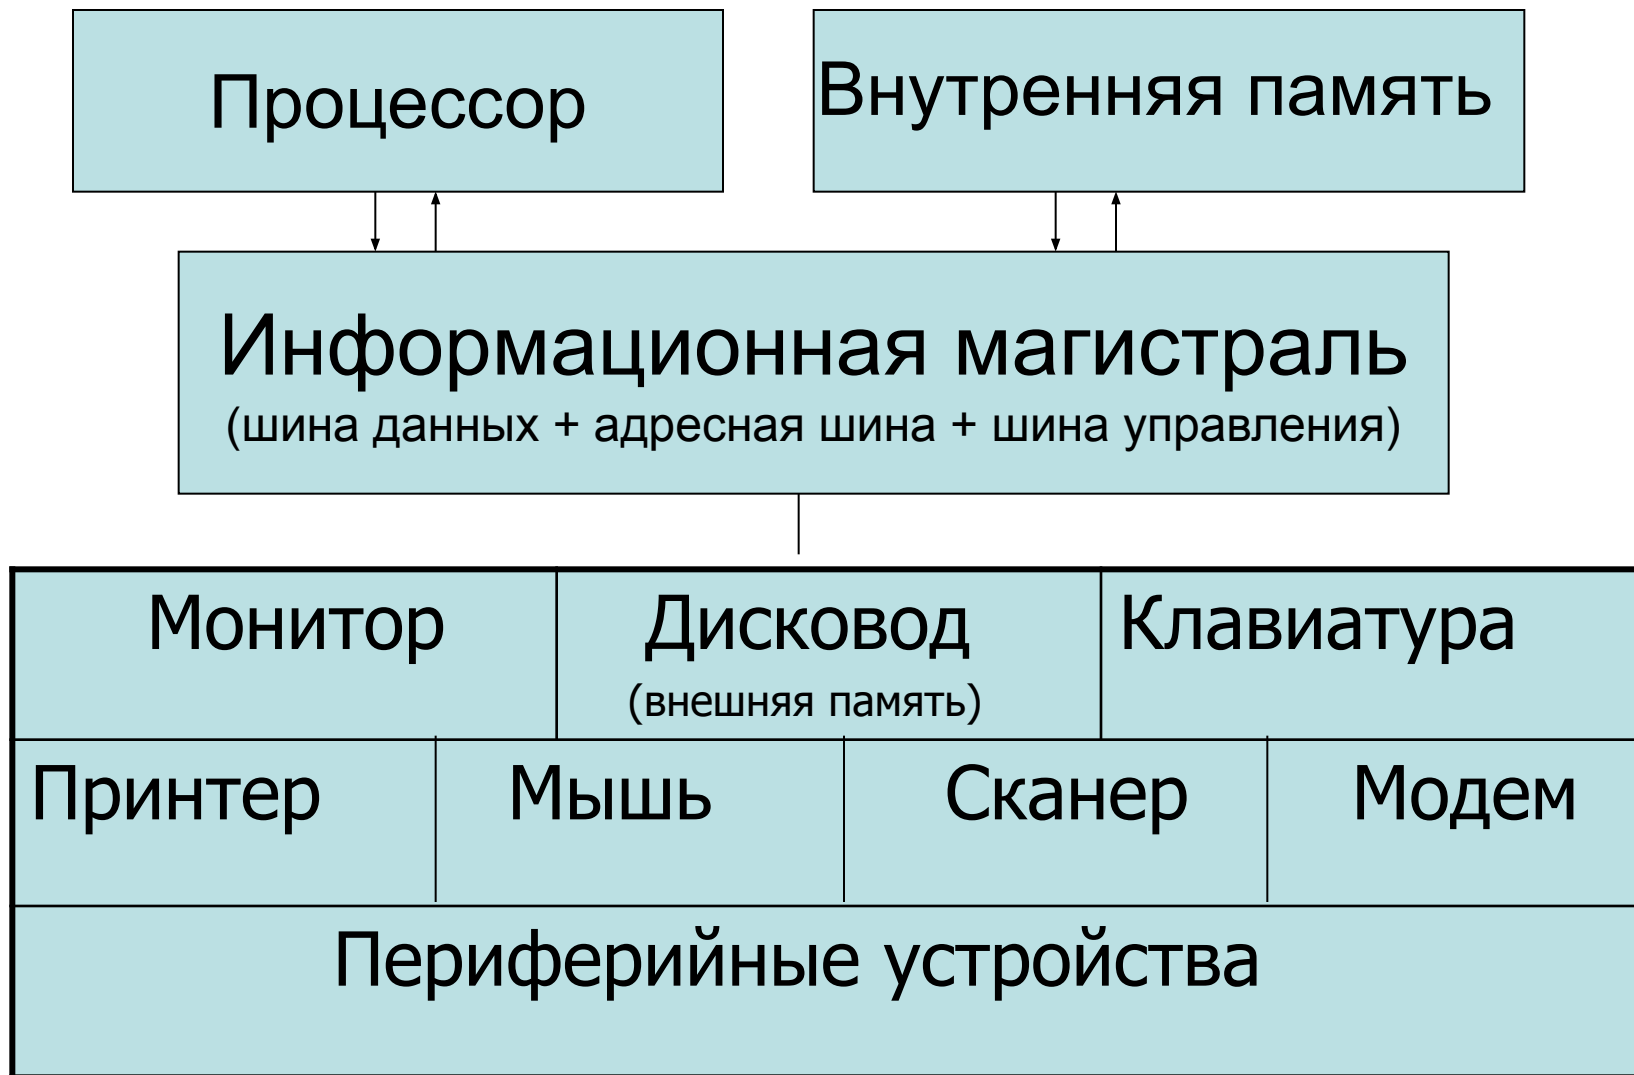 Процессор
Внутренняя память
Информационная магистраль
(шина данных + адресная шина + шина управления)
Монитор
Дисковод
(внешняя память)
Клавиатура
Принтер
Мышь
Сканер
Модем
Периферийные устройства